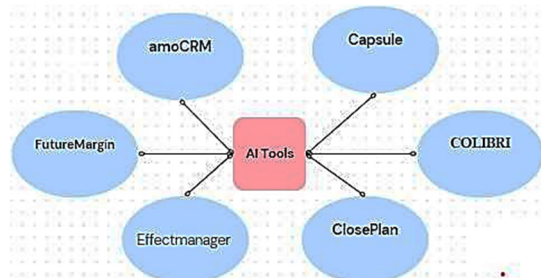 amoCRM
Capsule
FutureMargin
AI Tools
COLIBRI
Effectmanager
ClosePlan